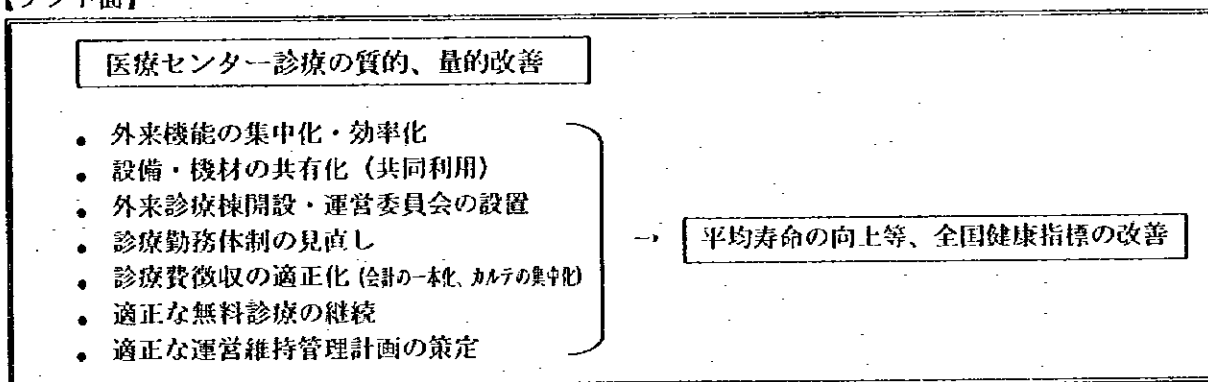 【ソフト面】
医療センター診療の質的、量的改善
• 外来機能の集中化・効率化
• 設備・機材の共有化（共同利用）
• 外来診療棟開設・運営委員会の設置
• 診療勤務体制の見直し
• 診療費徴収の適正化 (会計の一本化、カルテの集中化)
• 適正な無料診療の継続
• 適正な運営維持管理計画の策定
→ 平均寿命の向上等、全国健康指標の改善